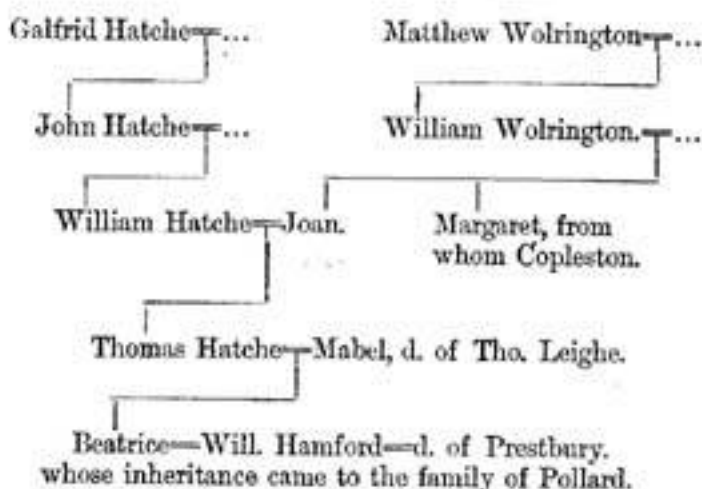 Galfrid Hatche=... Matthew Wolrington=...
John Hatche=... William Wolrington.=...
William Hatche=Joan. Margaret, from
whom Copleston.
Thomas Hatche=Mabel, d. of Tho. Leighe.
Beatrice=Will. Hamford=d. of Prestbury.
whose inheritance came to the family of Pollard.